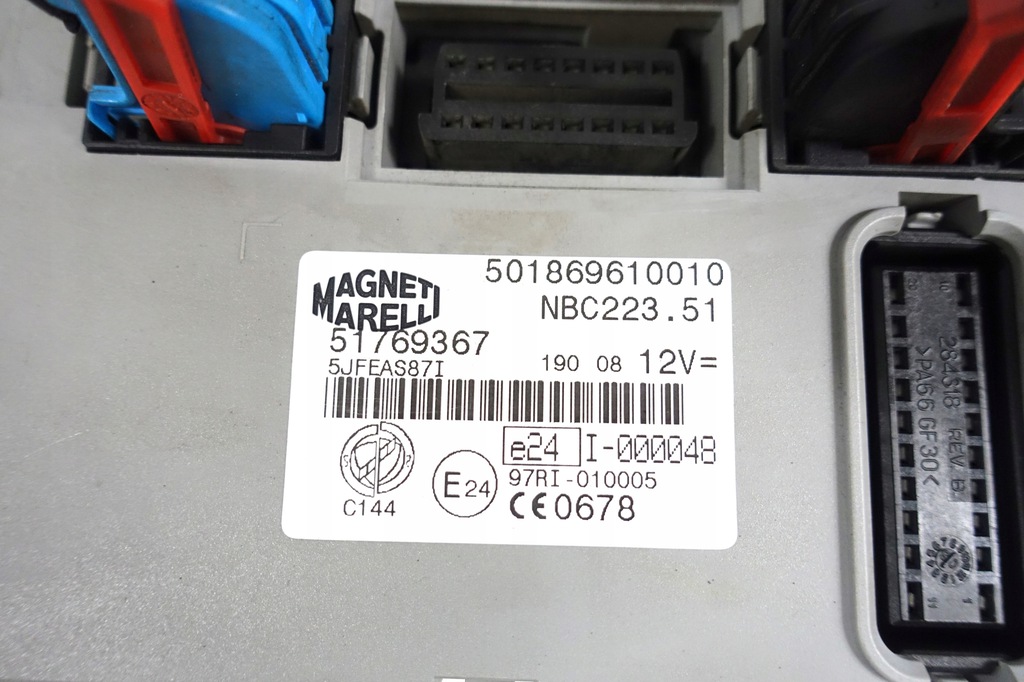 MAGNETI
MARELLI
501869610010
NBC223.51
51769367
5JFEAS87I
190 08 12V=
e24 I-000048
97RI-010005
C144
E24
CE0678
284618 REV B
>PA66 GF30<